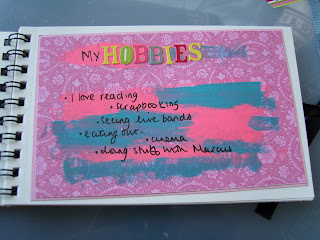 My HOBBIES
• I love reading
• scrapbooking
• seeing live bands
• eating out
• cinema
• doing stuff with Marcus